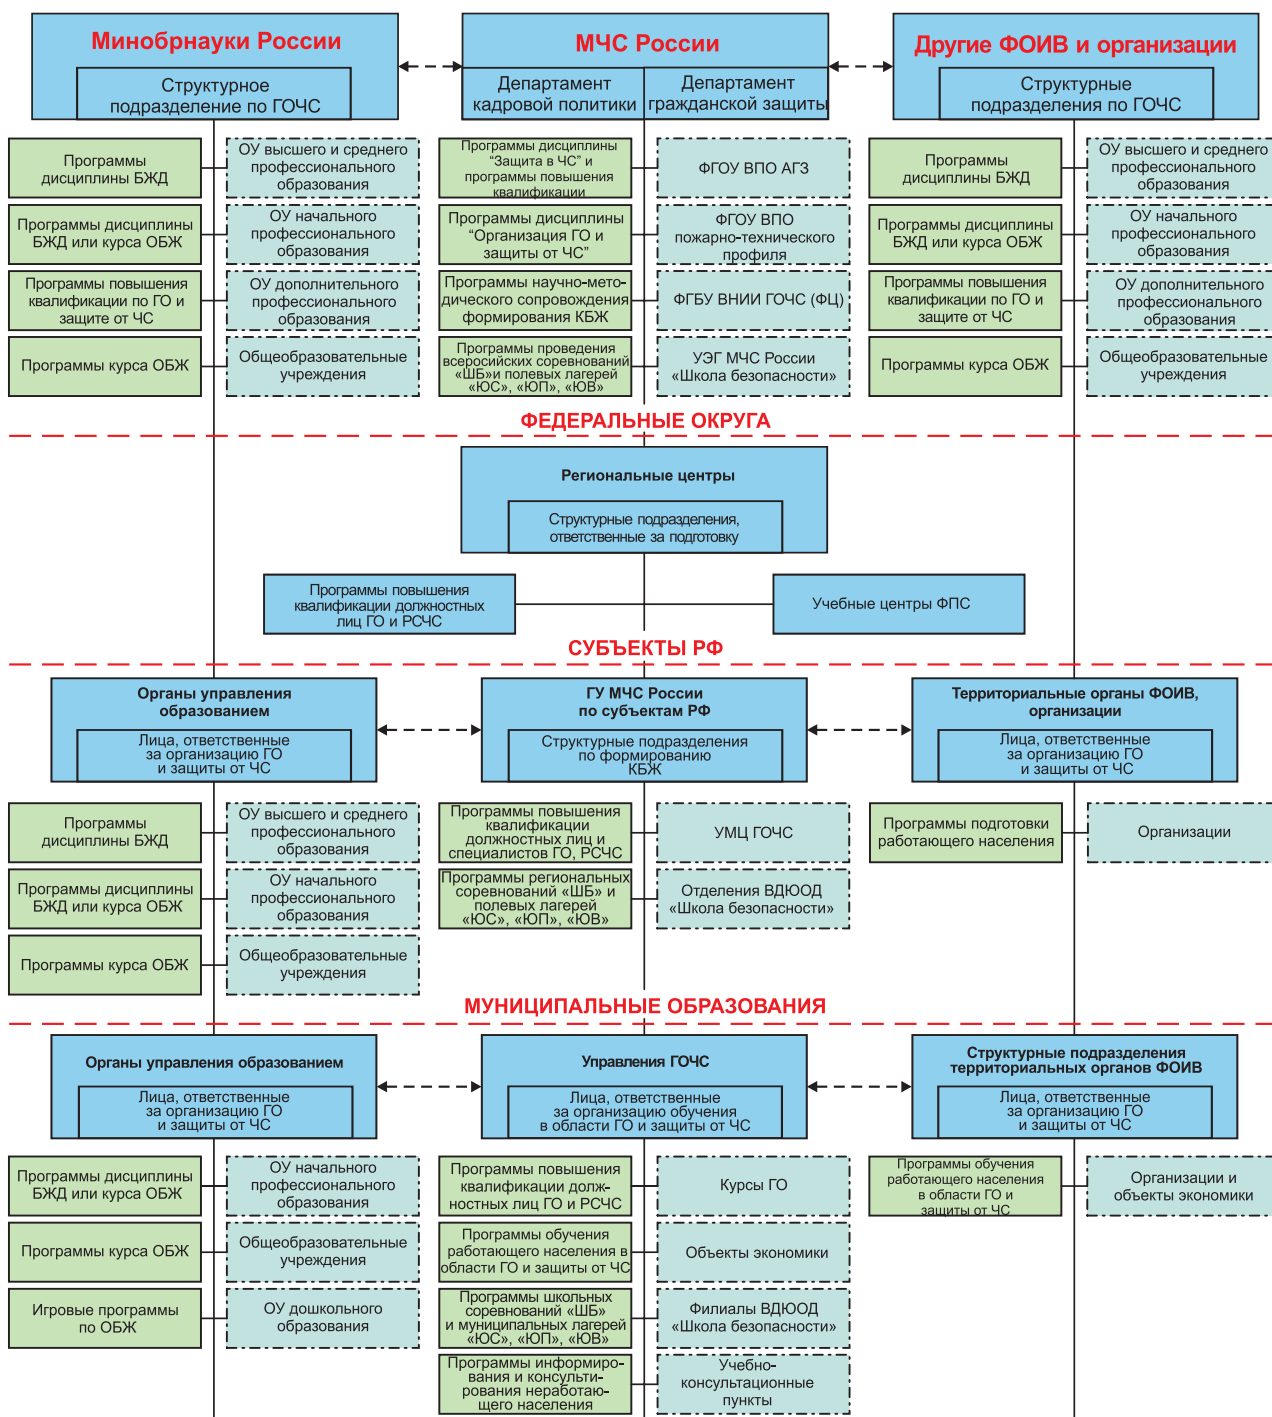 Минобрнауки России
Структурное
подразделение по ГОЧС
МЧС России
Департамент
кадровой политики
Департамент
гражданской защиты
Другие ФОИВ и организации
Структурные
подразделения по ГОЧС
Программы
дисциплины БЖД
ОУ высшего и среднего
профессионального
образования
Программы дисциплины
БЖД или курса ОБЖ
ОУ начального
профессионального
образования
Программы повышения
квалификации по ГО и
защите от ЧС
ОУ дополнительного
профессионального
образования
Программы курса ОБЖ
Общеобразовательные
учреждения
Программы дисциплины
“Защита в ЧС” и
программы повышения
квалификации
ФГОУ ВПО АГЗ
Программы дисциплины
“Организация ГО и
защиты от ЧС”
ФГОУ ВПО
пожарно-технического
профиля
Программы научно-мето-
дического сопровождения
формирования КБЖ
ФГБУ ВНИИ ГОЧС (ФЦ)
Программы проведения
всеросийских соревнований
«ШБ»и полевых лагерей
«ЮС», «ЮП», «ЮВ»
УЭГ МЧС России
«Школа безопасности»
Программы
дисциплины БЖД
ОУ высшего и среднего
профессионального
образования
Программы дисциплины
БЖД или курса ОБЖ
ОУ начального
профессионального
образования
Программы повышения
квалификации по ГО и
защите от ЧС
ОУ дополнительного
профессионального
образования
Программы курса ОБЖ
Общеобразовательные
учреждения
ФЕДЕРАЛЬНЫЕ ОКРУГА
Региональные центры
Структурные подразделения,
ответственные за подготовку
Программы повышения
квалификации должностных
лиц ГО и РСЧС
Учебные центры ФПС
СУБЪЕКТЫ РФ
Органы управления
образованием
Лица, ответственные
за организацию ГО
и защиты от ЧС
ГУ МЧС России
по субъектам РФ
Структурные подразделения
по формированию
КБЖ
Территориальные органы ФОИВ,
организации
Лица, ответственные
за организацию ГО
и защиты от ЧС
Программы
дисциплины БЖД
ОУ высшего и среднего
профессионального
образования
Программы дисциплины
БЖД или курса ОБЖ
ОУ начального
профессионального
образования
Программы курса ОБЖ
Общеобразовательные
учреждения
Программы повышения
квалификации
должностных лиц и
специалистов ГО, РСЧС
УМЦ ГОЧС
Программы региональных
соревнований «ШБ» и
полевых лагерей
«ЮС», «ЮП», «ЮВ»
Отделения ВДЮОД
«Школа безопасности»
Программы подготовки
работающего населения
Организации
МУНИЦИПАЛЬНЫЕ ОБРАЗОВАНИЯ
Органы управления образованием
Лица, ответственные
за организацию ГО
и защиты от ЧС
Управления ГОЧС
Лица, ответственные
за организацию обучения
в области ГО и защиты от ЧС
Структурные подразделения
территориальных органов ФОИВ
Лица, ответственные
за организацию ГО
и защиты от ЧС
Программы дисциплины
БЖД или курса ОБЖ
ОУ начального
профессионального
образования
Программы курса ОБЖ
Общеобразовательные
учреждения
Игровые программы
по ОБЖ
ОУ дошкольного
образования
Программы повышения
квалификации долж-
ностных лиц ГО и РСЧС
Курсы ГО
Программы обучения
работающего населения в
области ГО и защиты от ЧС
Объекты экономики
Программы школьных
соревнований «ШБ»
и муниципальных лагерей
«ЮС», «ЮП», «ЮВ»
Филиалы ВДЮОД
«Школа безопасности»
Программы информиро-
вания и консульти-
рования неработаю-
щего населения
Учебно-
консультационные
пункты
Программы обучения
работающего населения
в области ГО и
защиты от ЧС
Организации и
объекты экономики